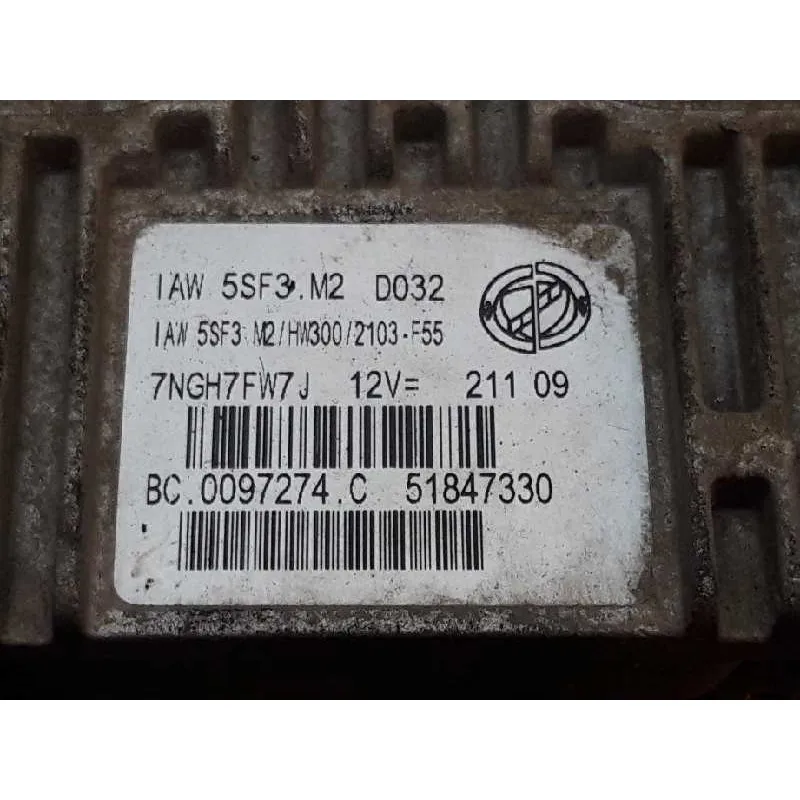 IAW 5SF3.M2 D032
IAW 5SF3 M2/HW300/2103-F55
7NGH7FW7J 12V= 211 09
BC.0097274.C 51847330